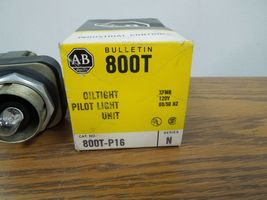 INDUSTRIAL CONTROL
BULLETIN
AB
800T
OILTIGHT
PILOT LIGHT
UNIT
XFMR
120V
50/60 HZ
CAT. NO.
800T-P16
SERIES
N